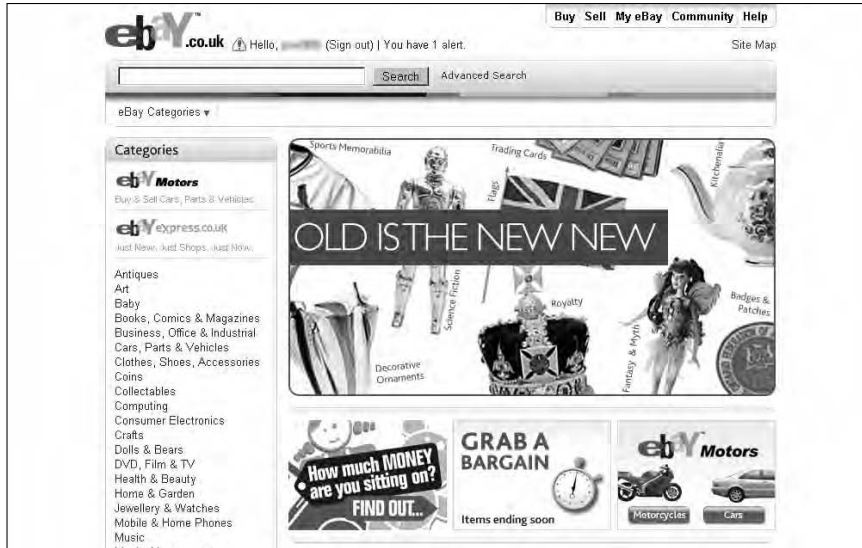 ebaY.co.uk
Buy Sell My eBay Community Help
Hello, (Sign out) | You have 1 alert.
Site Map
Search Advanced Search
eBay Categories
Categories
ebaY Motors
Buy & Sell Cars, Parts & Vehicles
ebaY express.co.uk
Just New. Just Shops. Just Now.
Antiques
Art
Baby
Books, Comics & Magazines
Business, Office & Industrial
Cars, Parts & Vehicles
Clothes, Shoes, Accessories
Coins
Collectables
Computing
Consumer Electronics
Crafts
Dolls & Bears
DVD, Film & TV
Health & Beauty
Home & Garden
Jewellery & Watches
Mobile & Home Phones
Music
Sports Memorabilia
Trading Cards
Kitchenalia
Flags
OLD IS THE NEW NEW
Science Fiction
Royalty
Badges &
Patches
Decorative
Ornaments
Fantasy & Myth
How much MONEY
are you sitting on?
FIND OUT...
GRAB A
BARGAIN
Items ending soon
ebaY Motors
Motorcycles
Cars